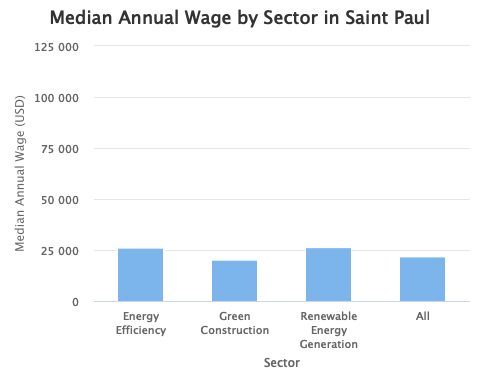 Median Annual Wage by Sector in Saint Paul
Median Annual Wage (USD)
125 000
100 000
75 000
50 000
25 000
0
Energy
Efficiency
Green
Construction
Renewable
Energy
Generation
All
Sector